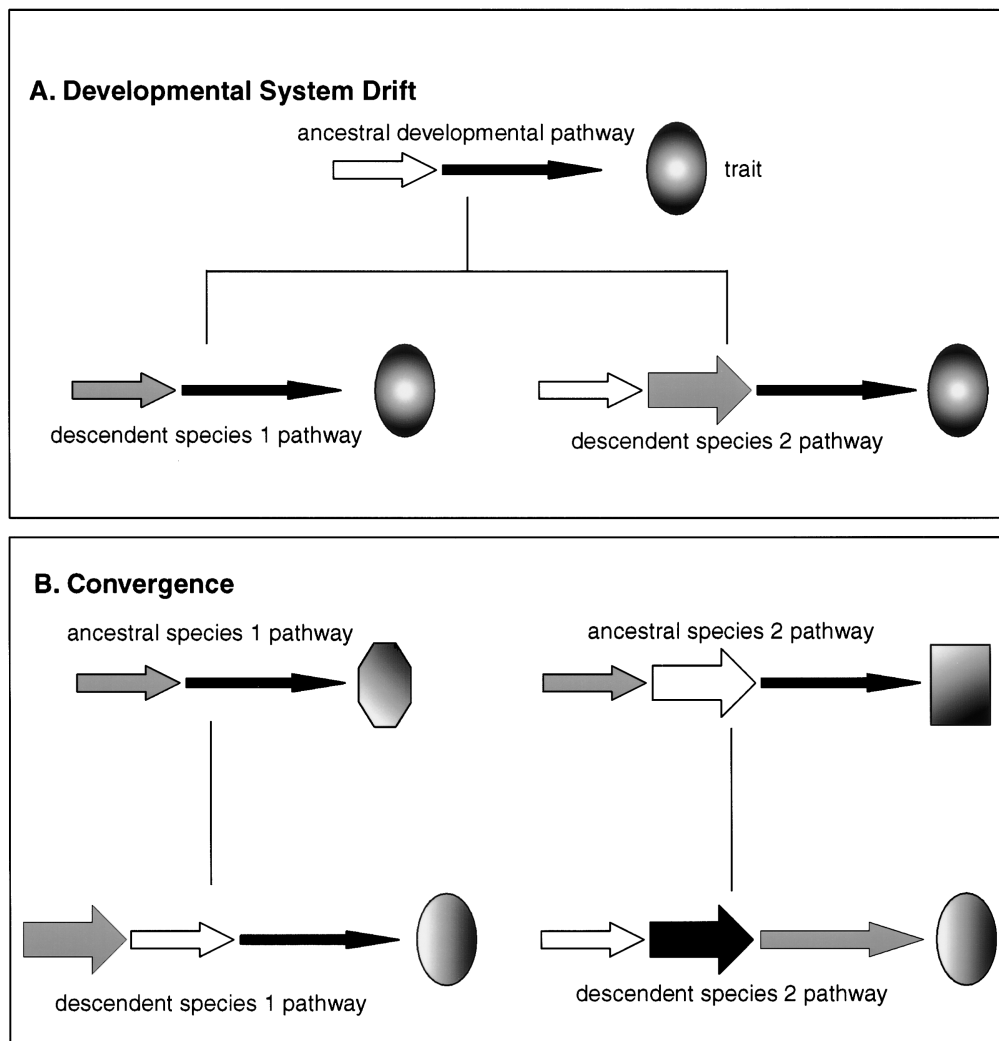 A. Developmental System Drift
ancestral developmental pathway
trait
descendent species 1 pathway
descendent species 2 pathway
B. Convergence
ancestral species 1 pathway
ancestral species 2 pathway
descendent species 1 pathway
descendent species 2 pathway